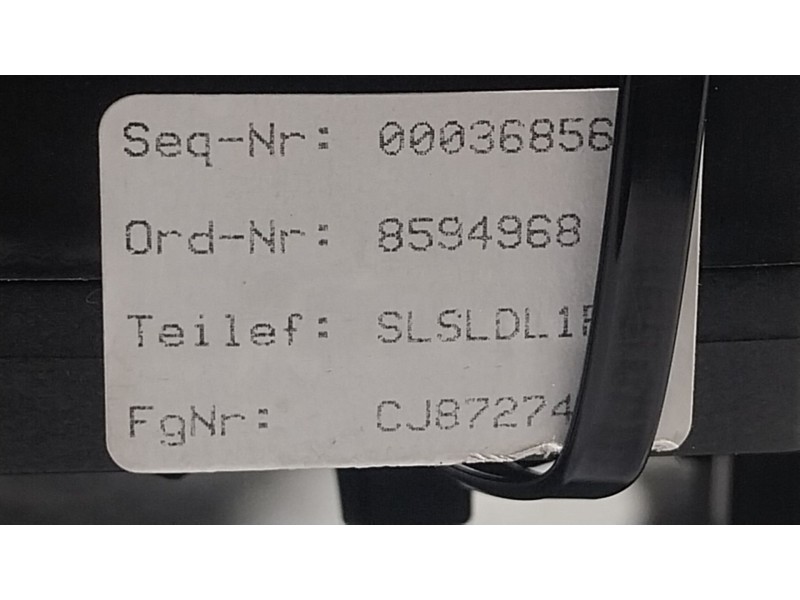 Seq-Nr: 00036856
Ord-Nr: 8594968
Teilef: SLSLDL1
FgNr: CJ87274